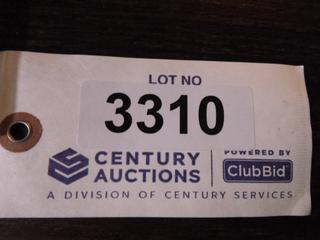 LOT NO
3310
CENTURY
AUCTIONS
POWERED BY
ClubBid
A DIVISION OF CENTURY SERVICES